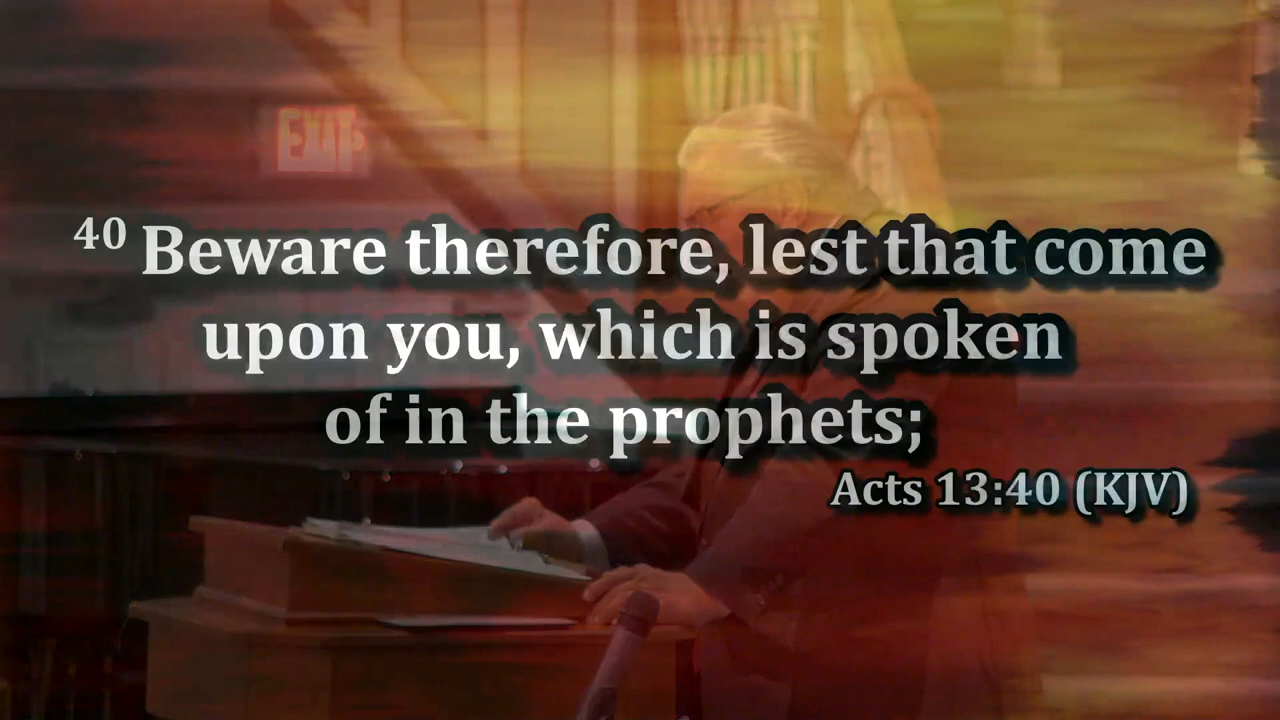 EXIT
40 Beware therefore, lest that come
upon you, which is spoken
of in the prophets;
Acts 13:40 (KJV)